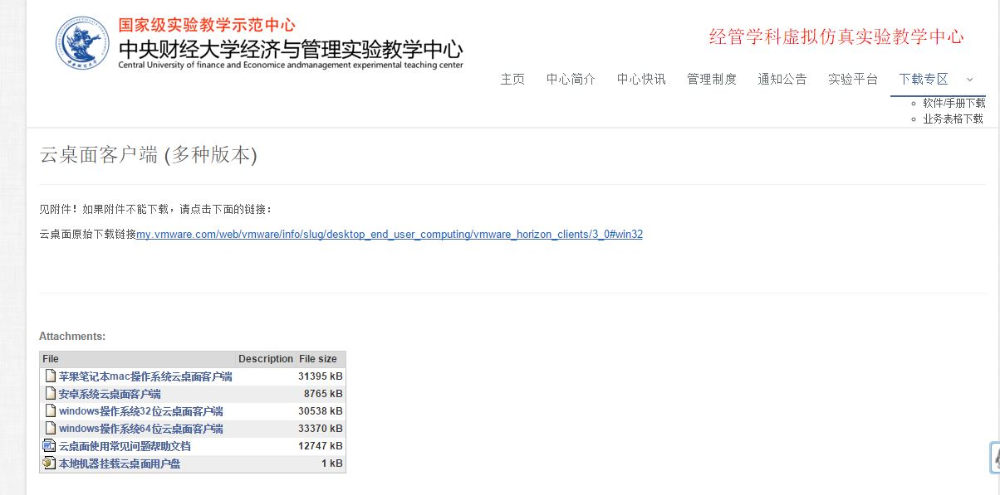 国家级实验教学示范中心
中央财经大学经济与管理实验教学中心
Central University of finance and Economice andmanagement experimental teaching center
经管学科虚拟仿真实验教学中心
主页 中心简介 中心快讯 管理制度 通知公告 实验平台 下载专区
软件/手册下载
业务表格下载
云桌面客户端 (多种版本)
见附件！如果附件不能下载，请点击下面的链接：
云桌面原始下载链接my.vmware.com/web/vmware/info/slug/desktop_end_user_computing/vmware_horizon_clients/3_0#win32
Attachments:
File Description File size
苹果笔记本mac操作系统云桌面客户端 31395 kB
安卓系统云桌面客户端 8765 kB
windows操作系统32位云桌面客户端 30538 kB
windows操作系统64位云桌面客户端 33370 kB
云桌面使用常见问题帮助文档 12747 kB
本地机器挂载云桌面用户盘 1 kB